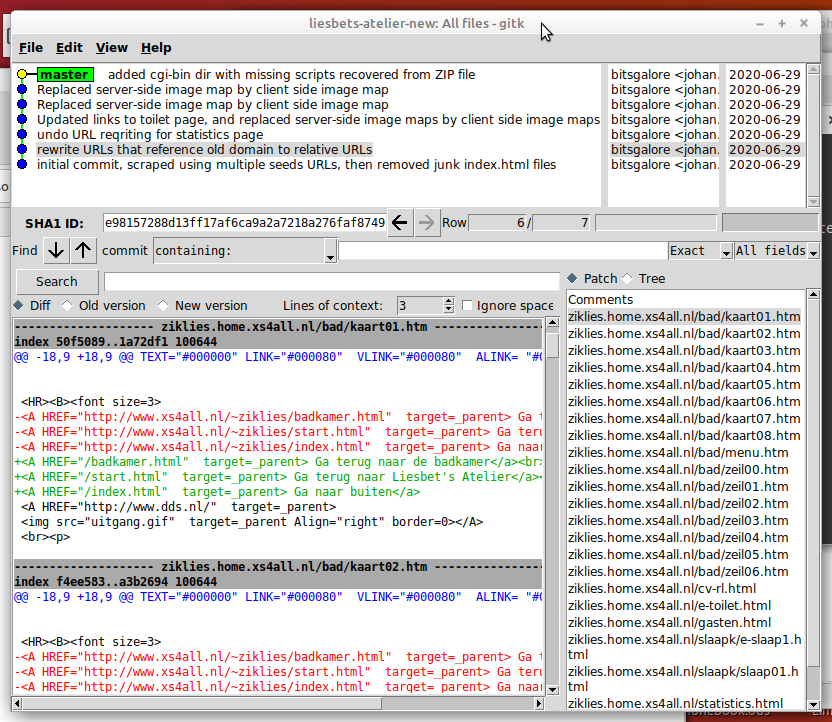 liesbets-atelier-new: All files - gitk
File Edit View Help
master added cgi-bin dir with missing scripts recovered from ZIP file bitsgalore <johan. 2020-06-29
Replaced server-side image map by client side image map bitsgalore <johan. 2020-06-29
Replaced server-side image map by client side image map bitsgalore <johan. 2020-06-29
Updated links to toilet page, and replaced server-side image maps by client side image maps bitsgalore <johan. 2020-06-29
undo URL reqriting for statistics page bitsgalore <johan. 2020-06-29
rewrite URLs that reference old domain to relative URLs bitsgalore <johan. 2020-06-29
initial commit, scraped using multiple seeds URLs, then removed junk index.html files bitsgalore <johan. 2020-06-29
SHA1 ID: e98157288d13ff17af6ca9a2a7218a276faf8749 Row 6 / 7
Find commit containing: Exact All fields
Search
Diff Old version New version Lines of context: 3 Ignore space
-------------------- ziklies.home.xs4all.nl/bad/kaart01.htm ----------------
index 50f5089..1a72df1 100644
@@ -18,9 +18,9 @@ TEXT="#000000" LINK="#000080" VLINK="#000080" ALINK= "#0
<HR><B><font size=3>
-<A HREF="http://www.xs4all.nl/~ziklies/badkamer.html" target=_parent> Ga t
-<A HREF="http://www.xs4all.nl/~ziklies/start.html" target=_parent> Ga teru
-<A HREF="http://www.xs4all.nl/~ziklies/index.html" target=_parent> Ga naar
+<A HREF="/badkamer.html" target=_parent> Ga terug naar de badkamer</a><br>
+<A HREF="/start.html" target=_parent> Ga terug naar Liesbet's Atelier</a><
+<A HREF="/index.html" target=_parent> Ga naar buiten</a>
<A HREF="http://www.dds.nl/" target=_parent>
<img src="uitgang.gif" target=_parent Align="right" border=0></A>
<br><p>
-------------------- ziklies.home.xs4all.nl/bad/kaart02.htm ----------------
index f4ee583..a3b2694 100644
@@ -18,9 +18,9 @@ TEXT="#000000" LINK="#000080" VLINK="#000080" ALINK= "#0
<HR><B><font size=3>
-<A HREF="http://www.xs4all.nl/~ziklies/badkamer.html" target=_parent> Ga t
-<A HREF="http://www.xs4all.nl/~ziklies/start.html" target=_parent> Ga teru
-<A HREF="http://www.xs4all.nl/~ziklies/index.html" target=_parent> Ga naar
Patch Tree
Comments
ziklies.home.xs4all.nl/bad/kaart01.htm
ziklies.home.xs4all.nl/bad/kaart02.htm
ziklies.home.xs4all.nl/bad/kaart03.htm
ziklies.home.xs4all.nl/bad/kaart04.htm
ziklies.home.xs4all.nl/bad/kaart05.htm
ziklies.home.xs4all.nl/bad/kaart06.htm
ziklies.home.xs4all.nl/bad/kaart07.htm
ziklies.home.xs4all.nl/bad/kaart08.htm
ziklies.home.xs4all.nl/bad/menu.htm
ziklies.home.xs4all.nl/bad/zeil00.htm
ziklies.home.xs4all.nl/bad/zeil01.htm
ziklies.home.xs4all.nl/bad/zeil02.htm
ziklies.home.xs4all.nl/bad/zeil03.htm
ziklies.home.xs4all.nl/bad/zeil04.htm
ziklies.home.xs4all.nl/bad/zeil05.htm
ziklies.home.xs4all.nl/bad/zeil06.htm
ziklies.home.xs4all.nl/cv-rl.html
ziklies.home.xs4all.nl/e-toilet.html
ziklies.home.xs4all.nl/gasten.html
ziklies.home.xs4all.nl/slaapk/e-slaap1.h
tml
ziklies.home.xs4all.nl/slaapk/slaap01.h
tml
ziklies.home.xs4all.nl/statistics.html